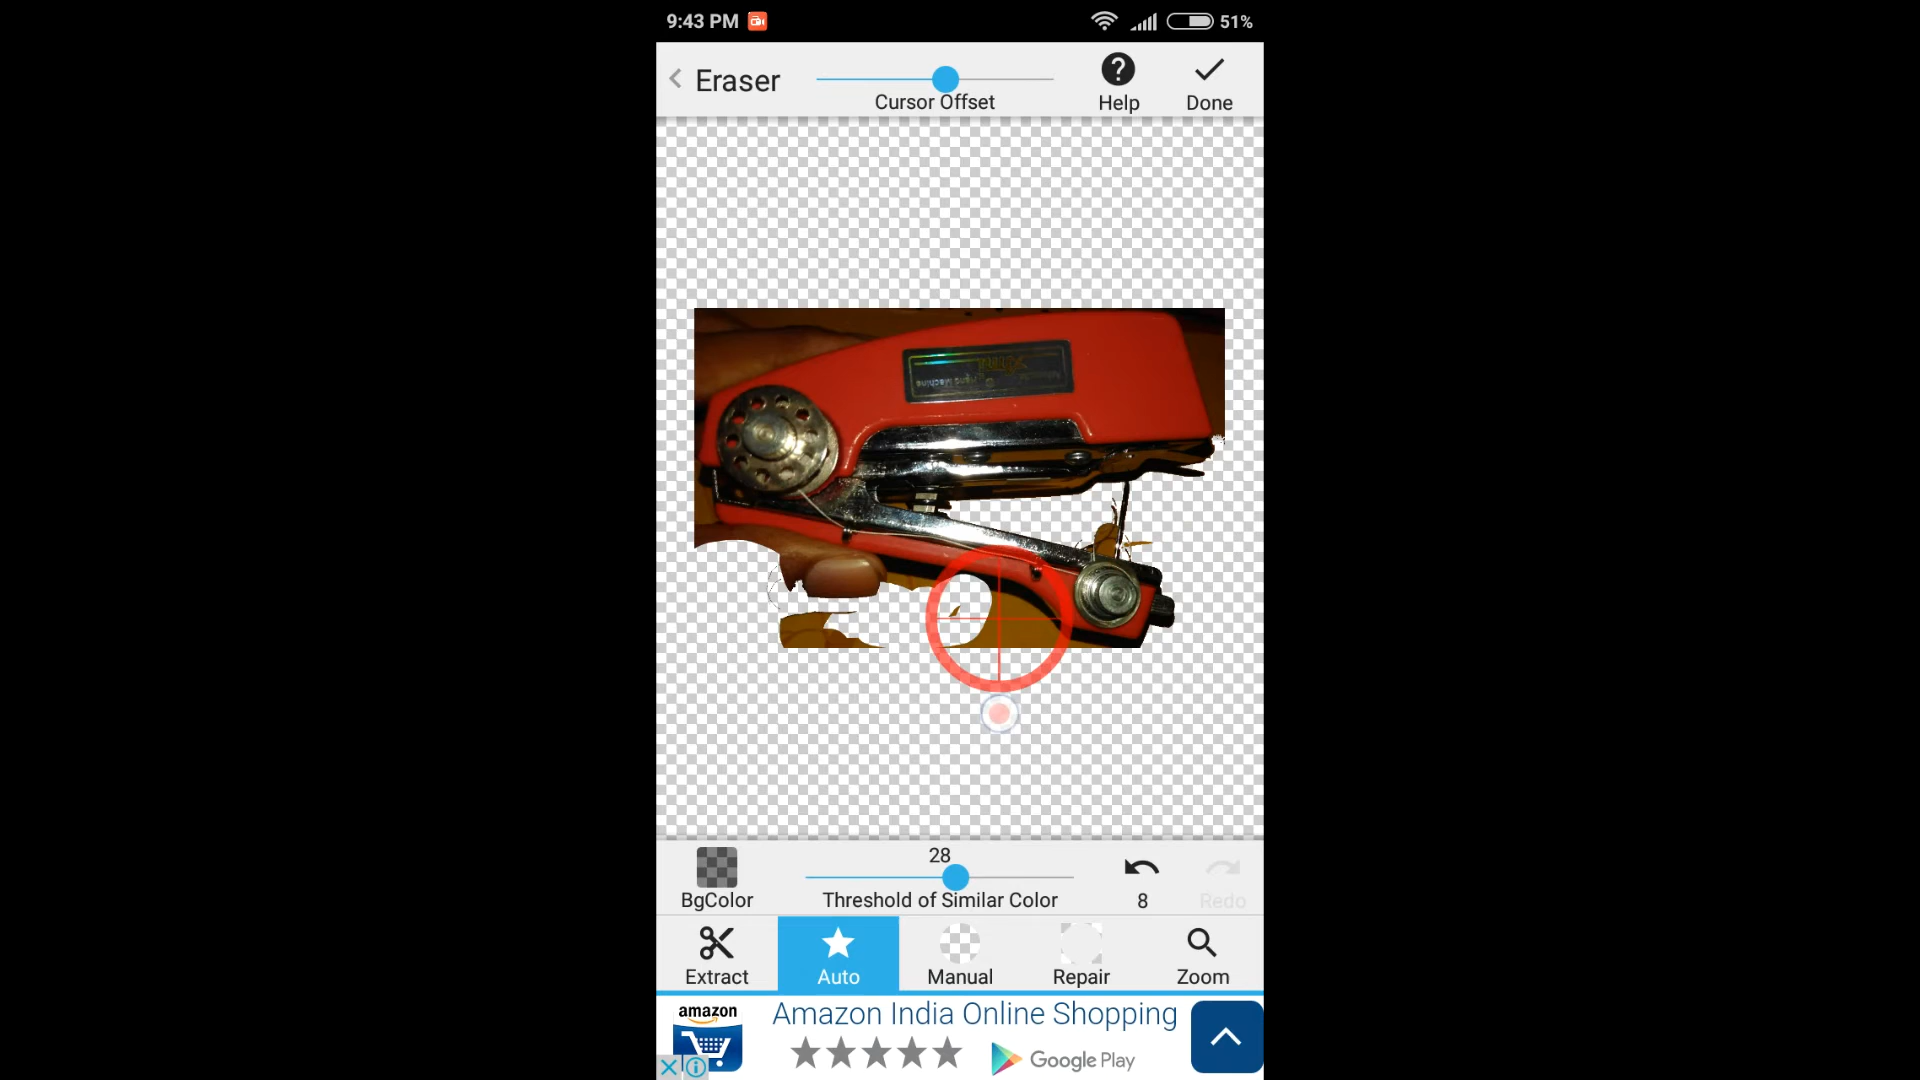 9:43 PM
51%
Eraser
Cursor Offset
Help
Done
28
BgColor
Threshold of Similar Color
8
Redo
Extract
Auto
Manual
Repair
Zoom
amazon
Amazon India Online Shopping
Google Play